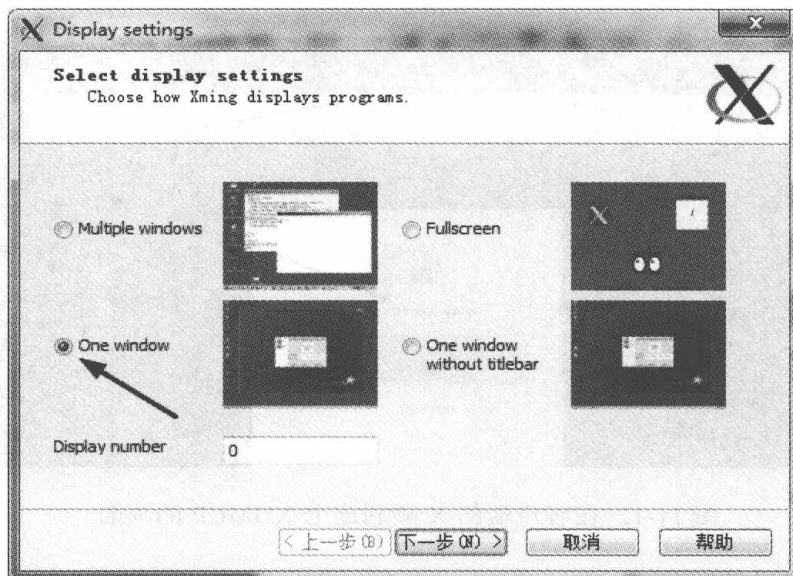 Display settings
Select display settings
Choose how Xming displays programs.
Multiple windows
Fullscreen
One window
One window
without titlebar
Display number
0
< 上一步(B)
下一步(N) >
取消
帮助